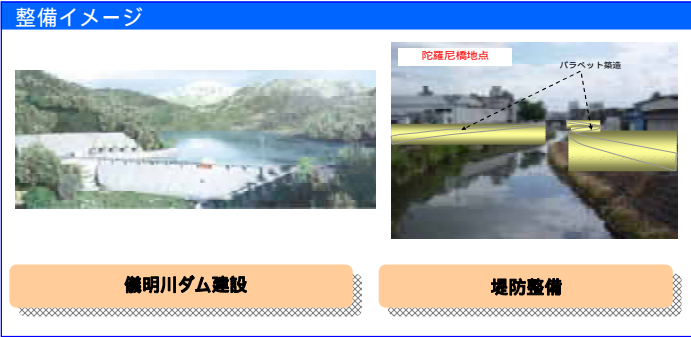 整備イメージ
陀羅尼橋地点
パラペット築造
儀明川ダム建設
堤防整備